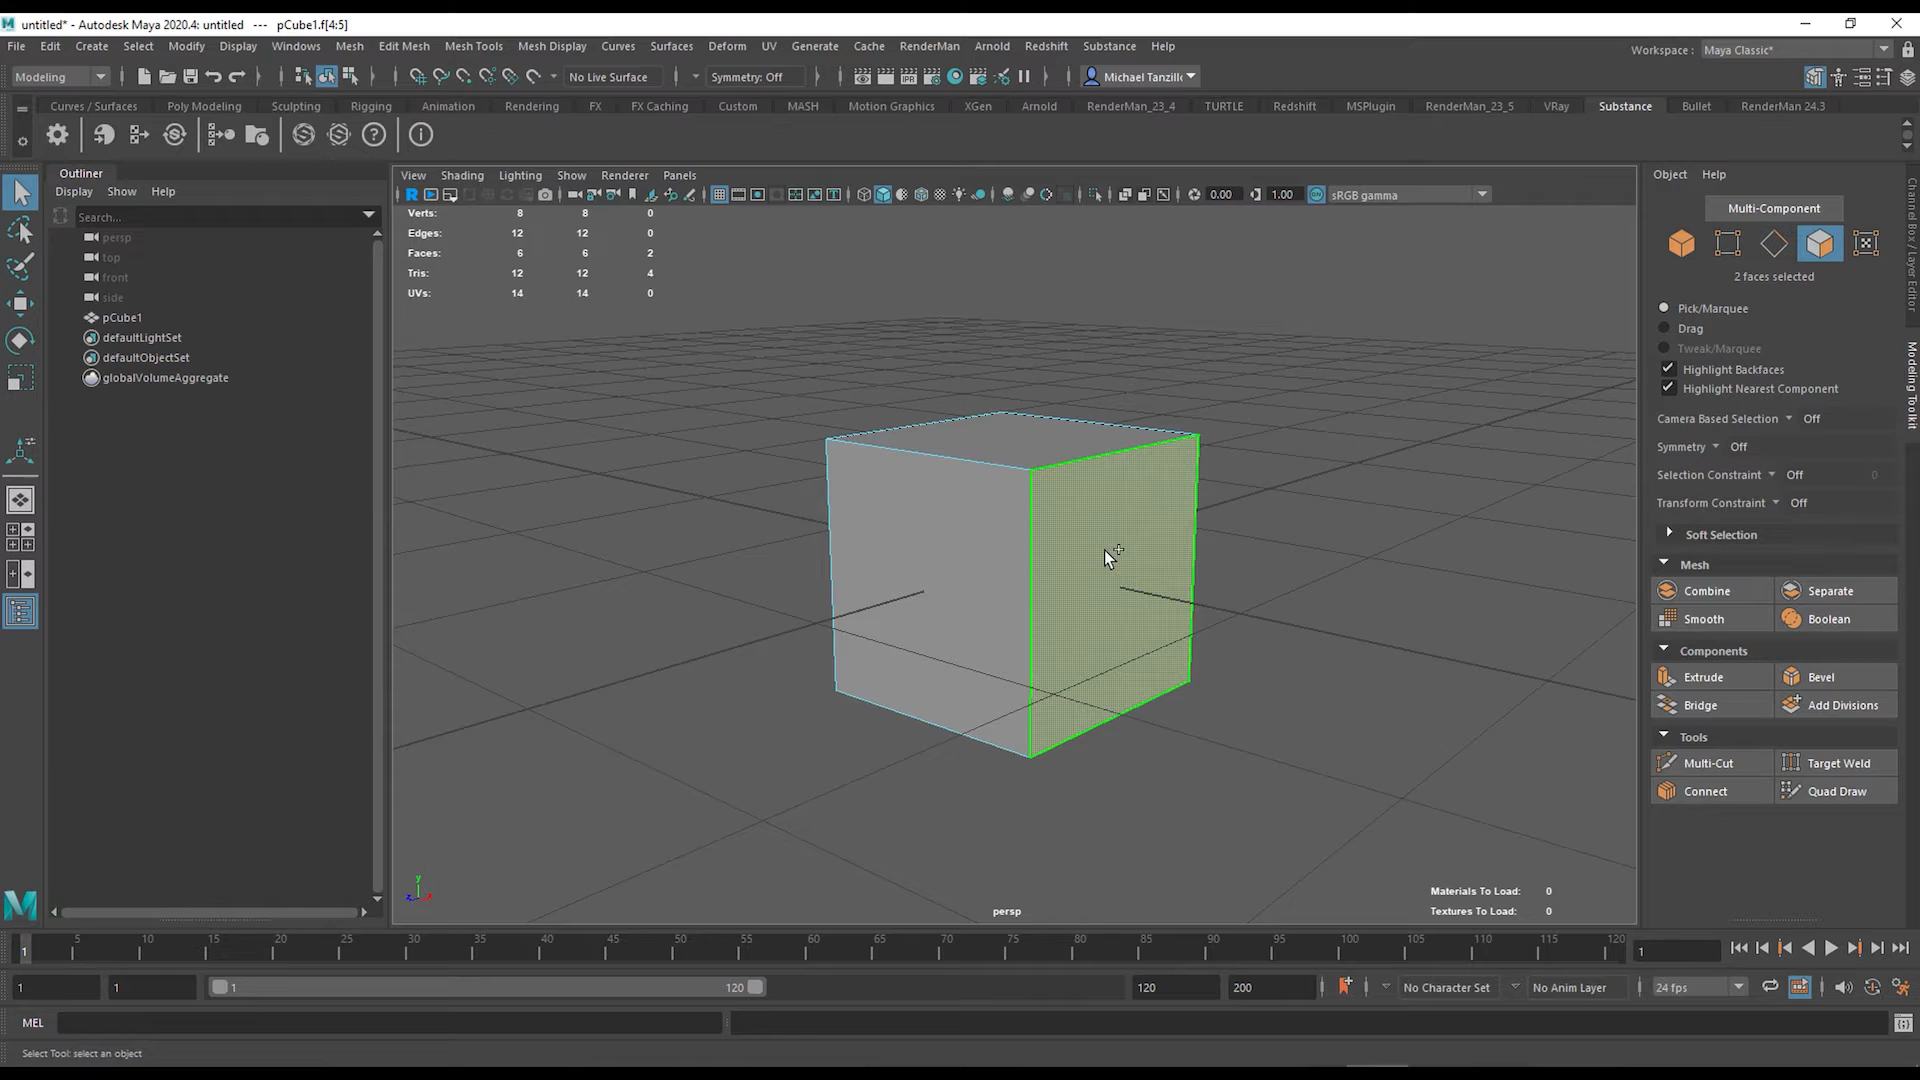 untitled* - Autodesk Maya 2020.4: untitled --- pCube1.f[4:5]
File Edit Create Select Modify Display Windows Mesh Edit Mesh Mesh Tools Mesh Display Curves Surfaces Deform UV Generate Cache RenderMan Arnold Redshift Substance Help
Workspace : Maya Classic*
Modeling No Live Surface Symmetry: Off Michael Tanzillo
Curves / Surfaces Poly Modeling Sculpting Rigging Animation Rendering FX FX Caching Custom MASH Motion Graphics XGen Arnold RenderMan_23_4 TURTLE Redshift MSPlugin RenderMan_23_5 VRay Substance Bullet RenderMan 24.3
Outliner
Display Show Help
Search...
persp
top
front
side
pCube1
defaultLightSet
defaultObjectSet
globalVolumeAggregate
View Shading Lighting Show Renderer Panels
0.00 1.00 sRGB gamma
Verts: 8 8 0
Edges: 12 12 0
Faces: 6 6 2
Tris: 12 12 4
UVs: 14 14 0
y
persp
Materials To Load: 0
Textures To Load: 0
Object Help
Multi-Component
2 faces selected
Pick/Marquee
Drag
Tweak/Marquee
Highlight Backfaces
Highlight Nearest Component
Camera Based Selection Off
Symmetry Off
Selection Constraint Off 0
Transform Constraint Off
Soft Selection
Mesh
Combine Separate
Smooth Boolean
Components
Extrude Bevel
Bridge Add Divisions
Tools
Multi-Cut Target Weld
Connect Quad Draw
Channel Box / Layer Editor
Modeling Toolkit
1 5 10 15 20 25 30 35 40 45 50 55 60 65 70 75 80 85 90 95 100 105 110 115 120 1
1 1 1 120 120 200 No Character Set No Anim Layer 24 fps
MEL
Select Tool: select an object